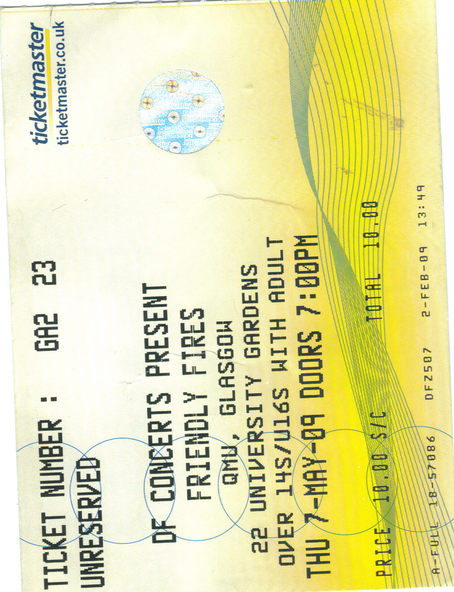 ticketmaster
ticketmaster.co.uk
TICKET NUMBER : GA2 23
UNRESERVED
DF CONCERTS PRESENT
FRIENDLY FIRES
QMU, GLASGOW
22 UNIVERSITY GARDENS
OVER 14S/U16S WITH ADULT
THU 7-MAY-09 DOORS 7:00PM
PRICE 10.00 S/C TOTAL 10.00
A-FULL 18-57086 DFZ507 2-FEB-09 13:49